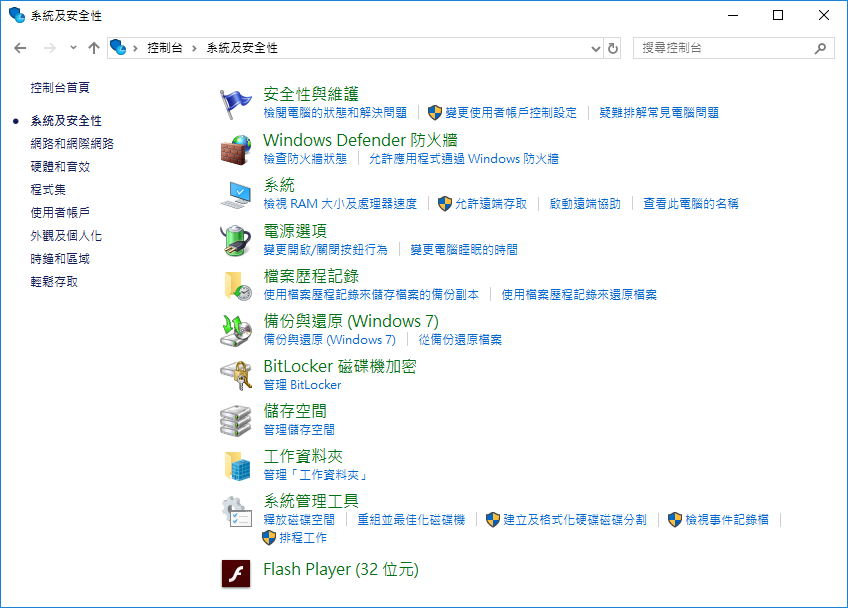 系統及安全性
控制台 系統及安全性 搜尋控制台
控制台首頁
系統及安全性
網路和網際網路
硬體和音效
程式集
使用者帳戶
外觀及個人化
時鐘和區域
輕鬆存取
安全性與維護
檢閱電腦的狀態和解決問題 變更使用者帳戶控制設定 疑難排解常見電腦問題
Windows Defender 防火牆
檢查防火牆狀態 允許應用程式通過 Windows 防火牆
系統
檢視 RAM 大小及處理器速度 允許遠端存取 啟動遠端協助 查看此電腦的名稱
電源選項
變更開啟/關閉按鈕行為 變更電腦睡眠的時間
檔案歷程記錄
使用檔案歷程記錄來儲存檔案的備份副本 使用檔案歷程記錄來還原檔案
備份與還原 (Windows 7)
備份與還原 (Windows 7) 從備份還原檔案
BitLocker 磁碟機加密
管理 BitLocker
儲存空間
管理儲存空間
工作資料夾
管理「工作資料夾」
系統管理工具
釋放磁碟空間 重組並最佳化磁碟機 建立及格式化硬碟磁碟分割 檢視事件記錄檔
排程工作
Flash Player (32 位元)